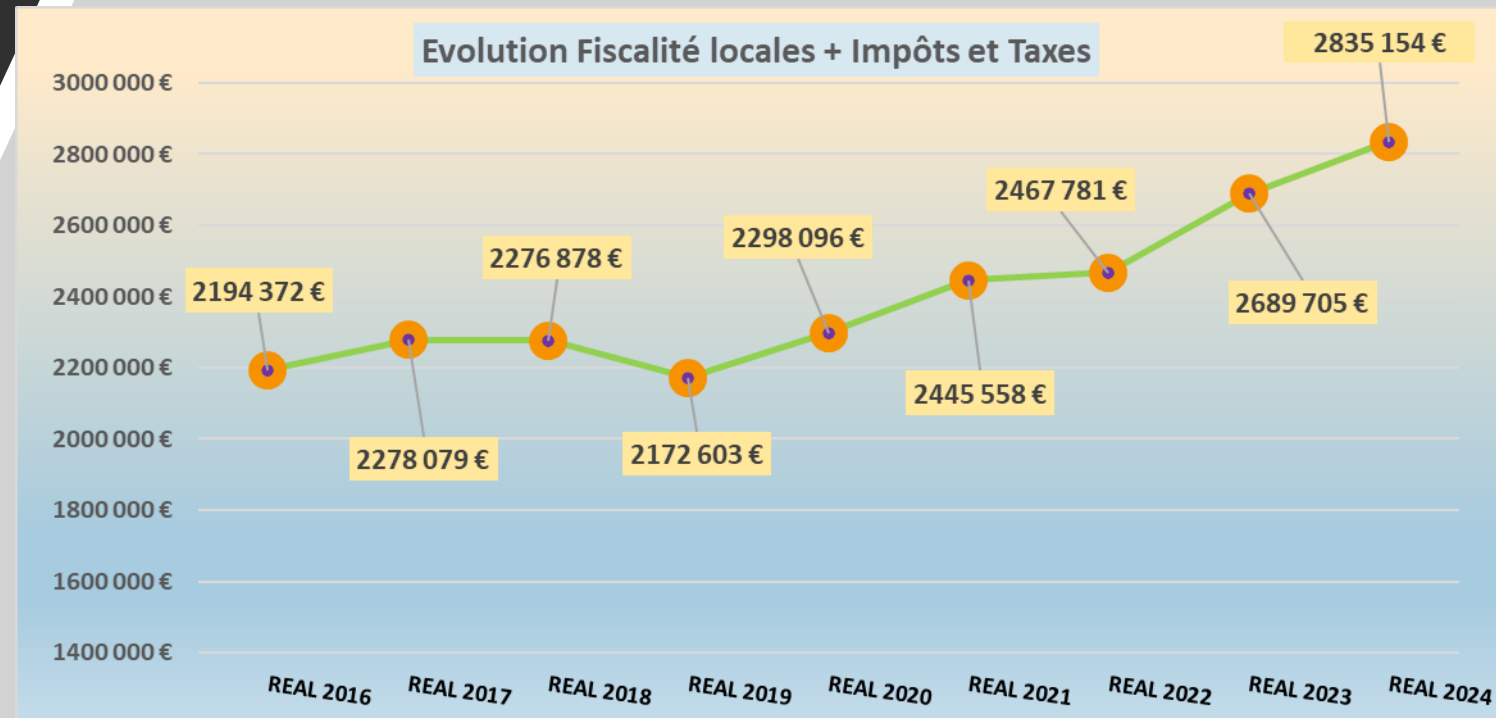 Evolution Fiscalité locales + Impôts et Taxes
3000 000 €
2800 000 €
2600 000 €
2400 000 €
2200 000 €
2000 000 €
1800 000 €
1600 000 €
1400 000 €
2194 372 €
2278 079 €
2276 878 €
2172 603 €
2298 096 €
2445 558 €
2467 781 €
2689 705 €
2835 154 €
REAL 2016
REAL 2017
REAL 2018
REAL 2019
REAL 2020
REAL 2021
REAL 2022
REAL 2023
REAL 2024